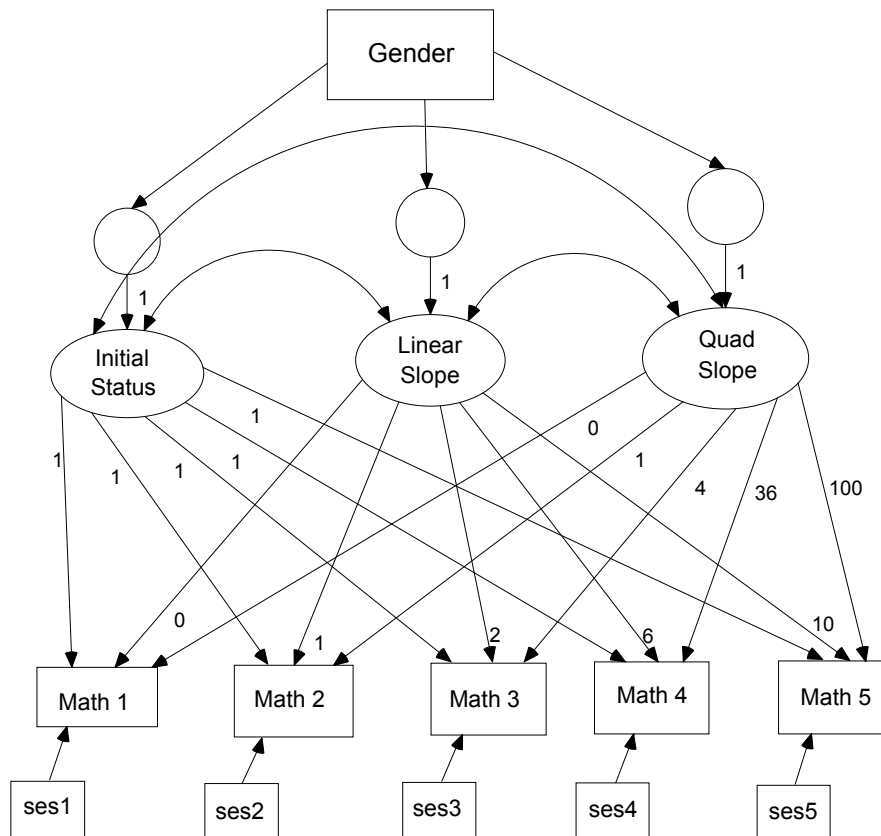 Gender
1
1
1
Initial
Status
Linear
Slope
Quad
Slope
1
1
1
1
1
0
1
4
36
100
0
1
2
6
10
Math 1
Math 2
Math 3
Math 4
Math 5
ses1
ses2
ses3
ses4
ses5